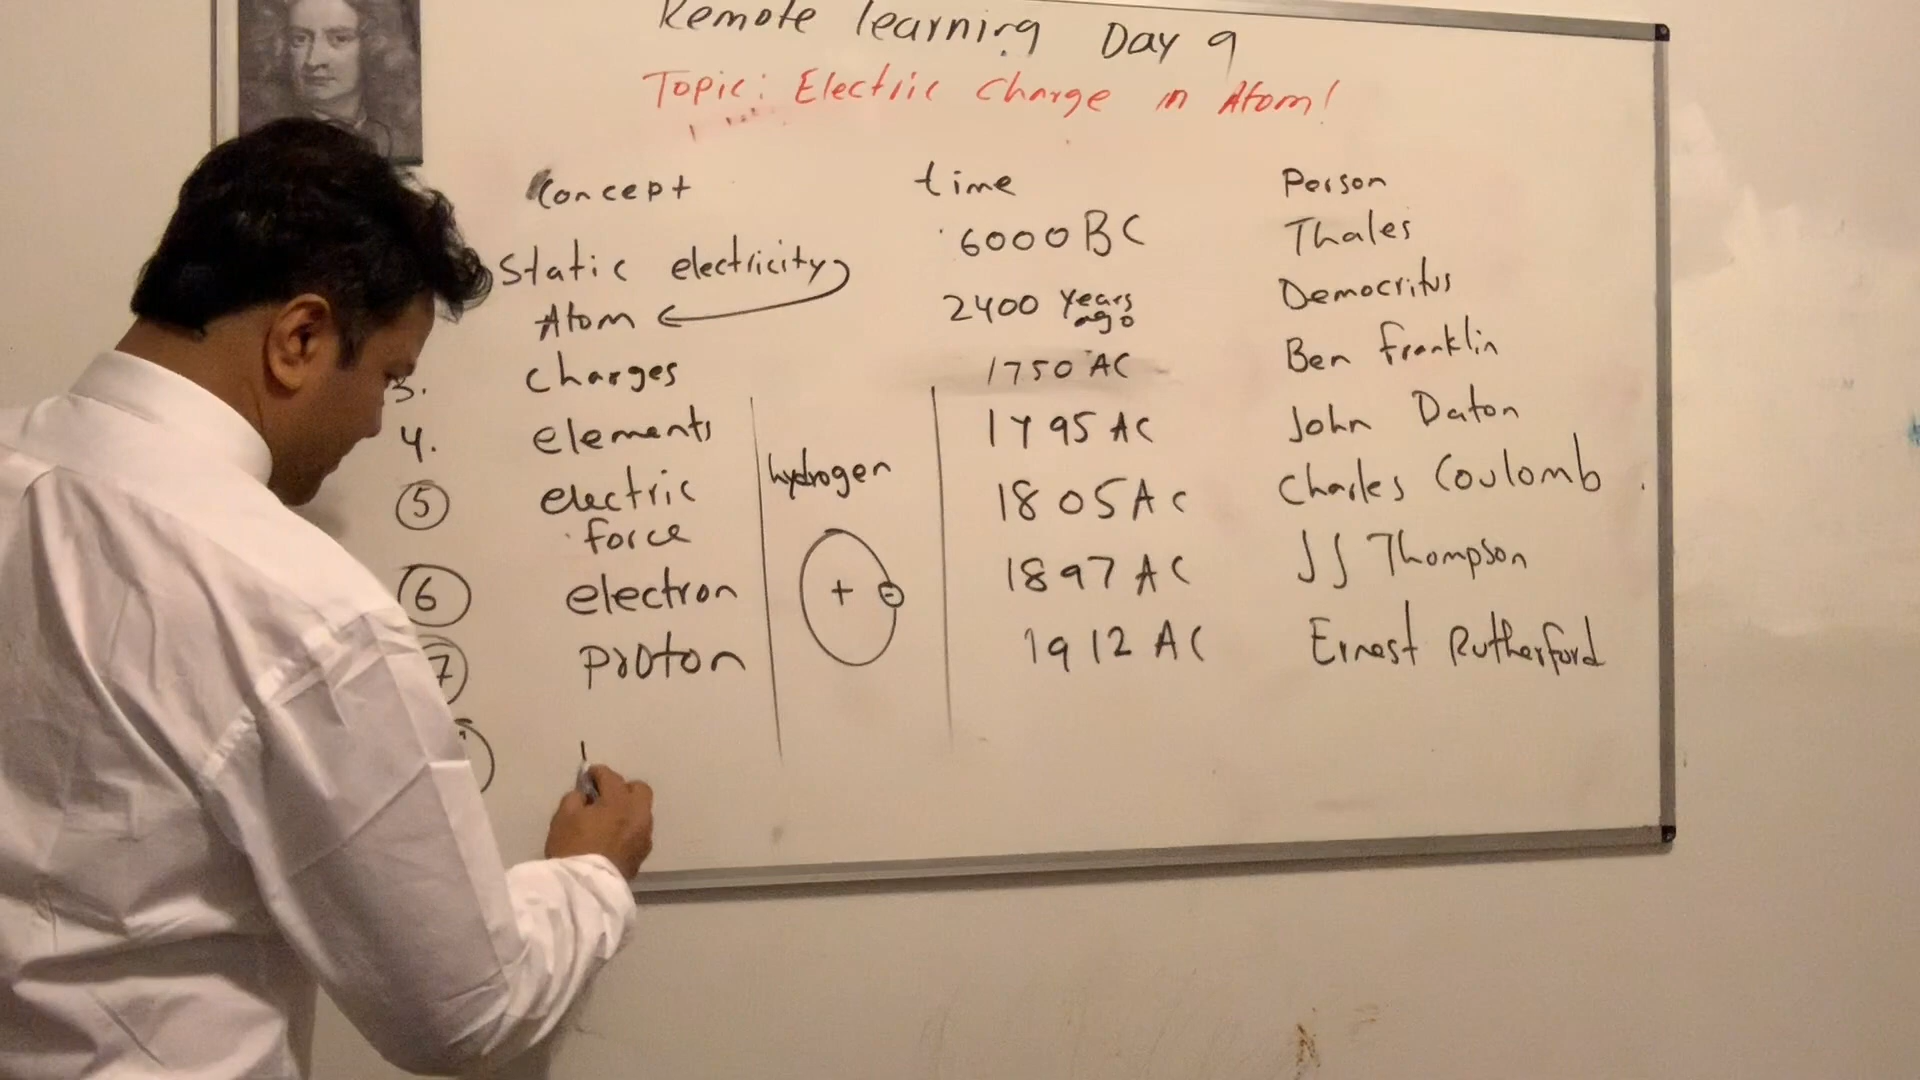 Remote learning Day 9
Topic: Electric Charge in Atom!
Concept time Person
Static electricity 6000 BC Thales
Atom 2400 years ago Democritus
3. Charges 1750 AC Ben Franklin
4. elements 1795 AC John Daton
5 electric force 1805 AC Charles Coulomb
hydrogen
+ -
6 electron 1897 AC JJ Thompson
7 proton 1912 AC Ernest Rutherford